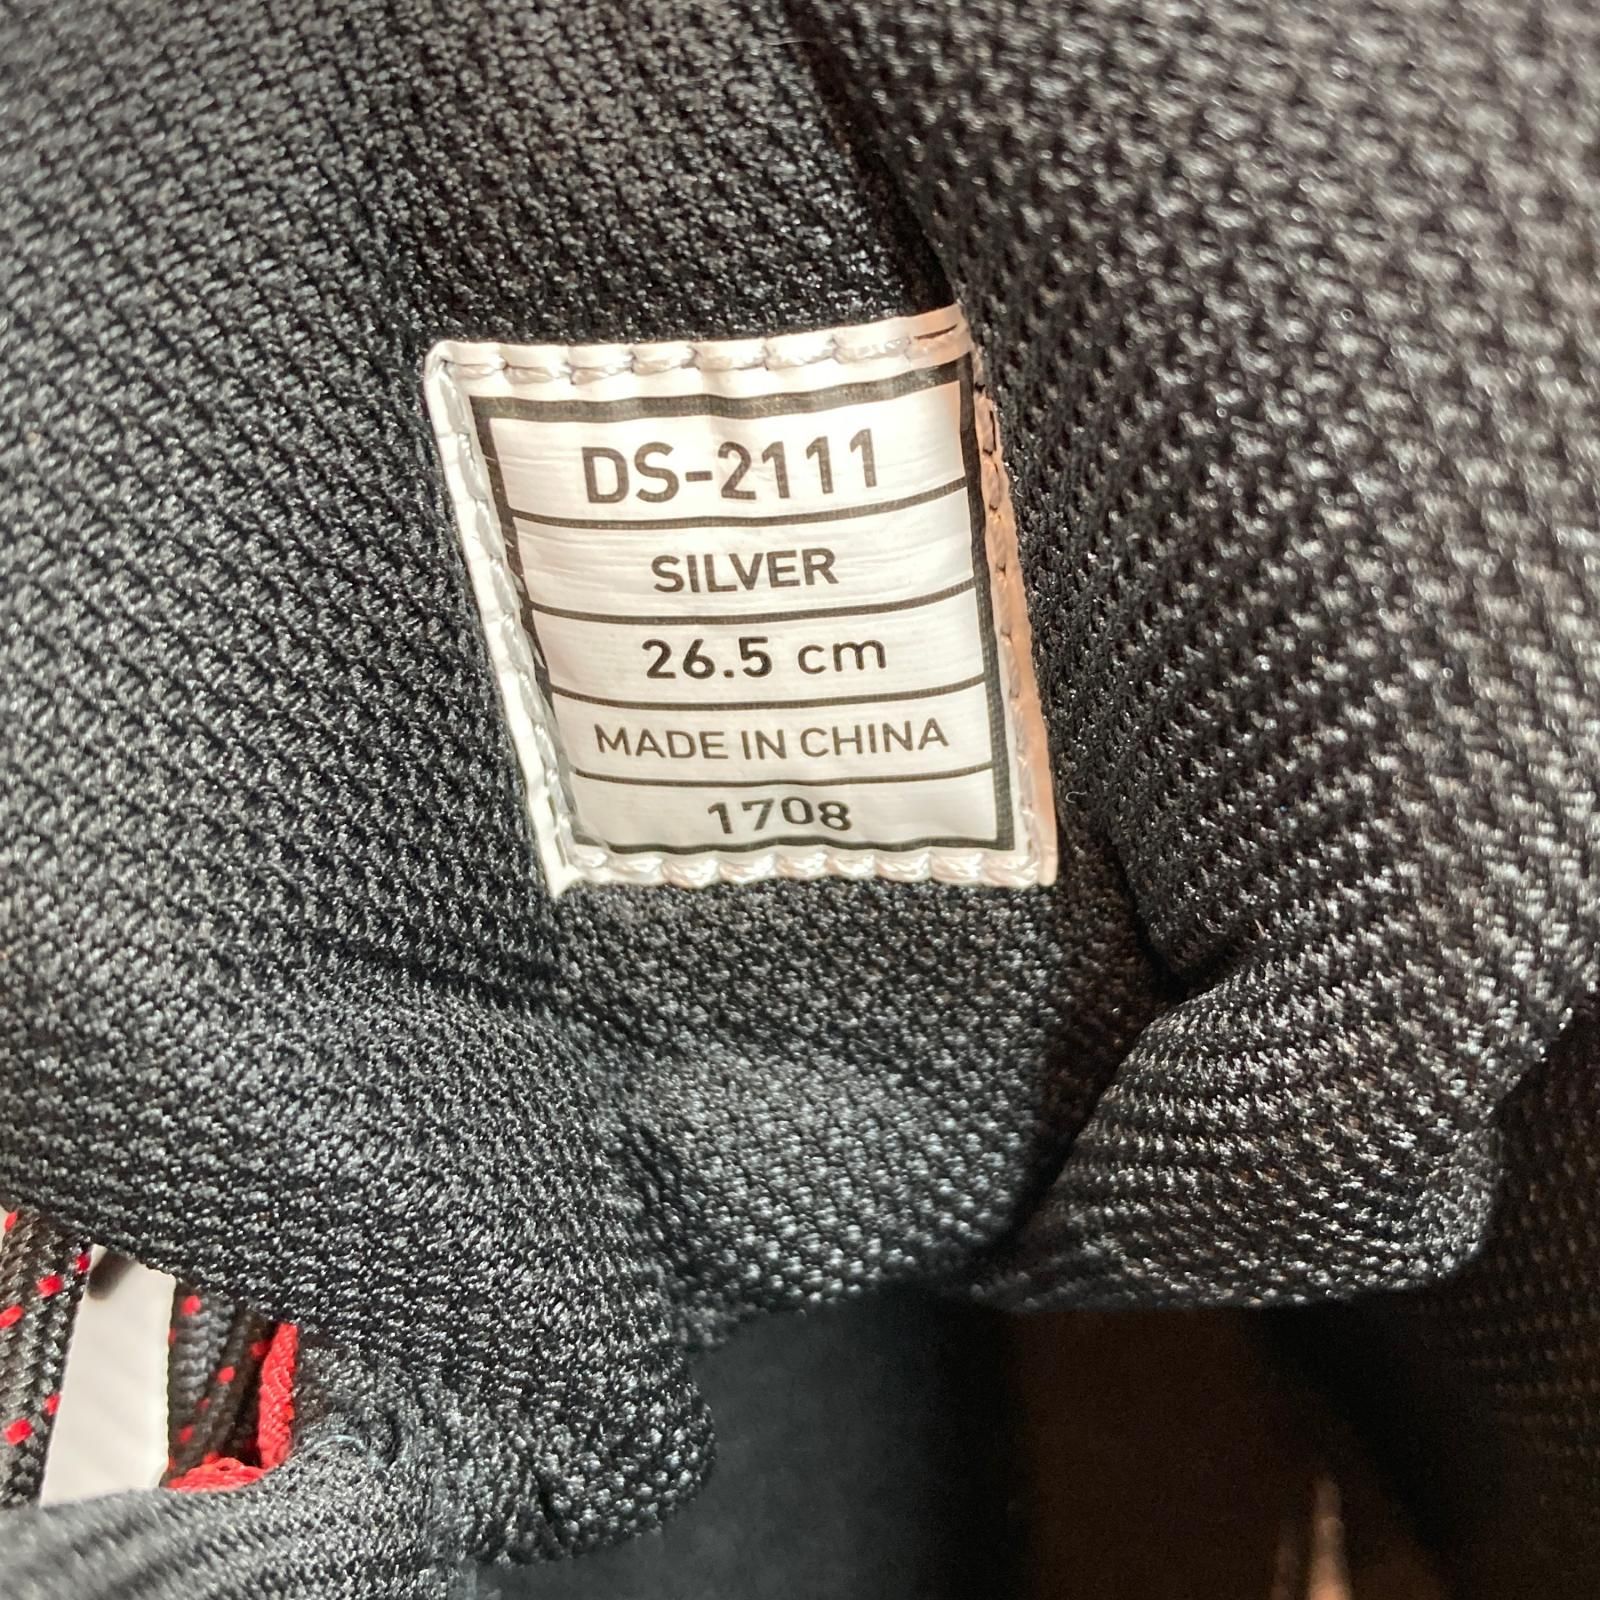 DS-2111
SILVER
26.5 cm
MADE IN CHINA
1708